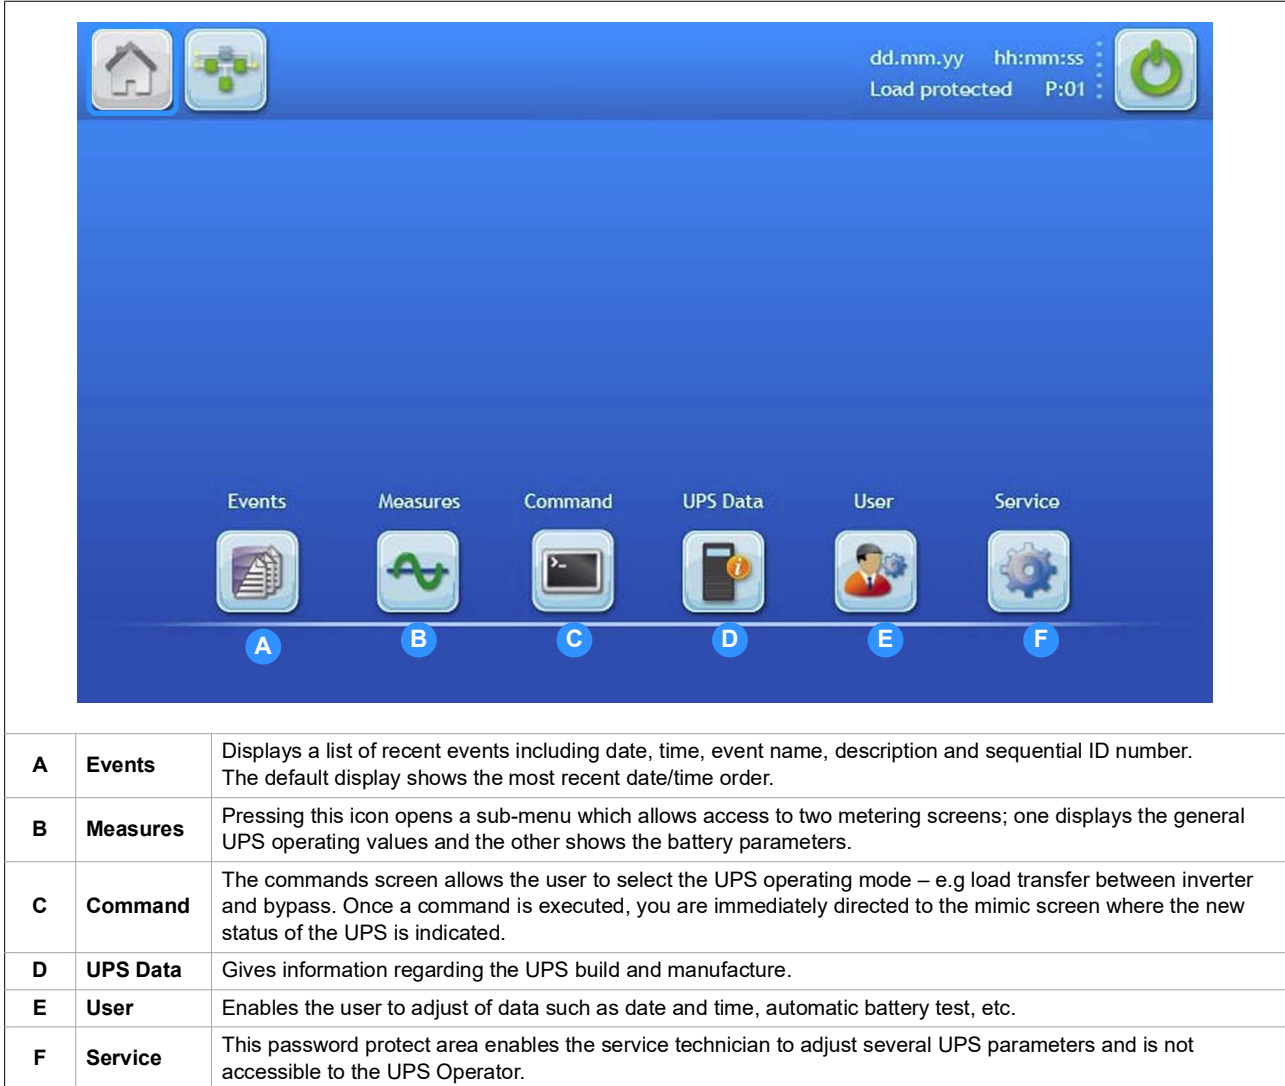 dd.mm.yy hh:mm:ss
Load protected P:01
Events Measures Command UPS Data User Service
>-
i
A B C D E F
A Events Displays a list of recent events including date, time, event name, description and sequential ID number.
The default display shows the most recent date/time order.
B Measures Pressing this icon opens a sub-menu which allows access to two metering screens; one displays the general
UPS operating values and the other shows the battery parameters.
C Command The commands screen allows the user to select the UPS operating mode – e.g load transfer between inverter
and bypass. Once a command is executed, you are immediately directed to the mimic screen where the new
status of the UPS is indicated.
D UPS Data Gives information regarding the UPS build and manufacture.
E User Enables the user to adjust of data such as date and time, automatic battery test, etc.
F Service This password protect area enables the service technician to adjust several UPS parameters and is not
accessible to the UPS Operator.